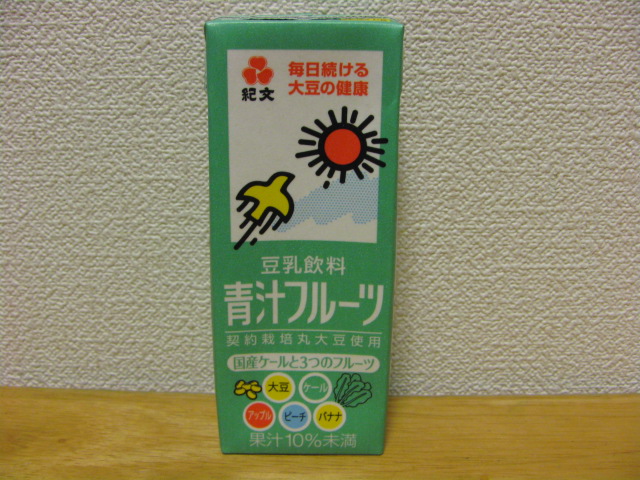 紀文
毎日続ける
大豆の健康
豆乳飲料
青汁フルーツ
契約栽培丸大豆使用
国産ケールと3つのフルーツ
大豆 ケール
アップル ピーチ バナナ
果汁10%未満